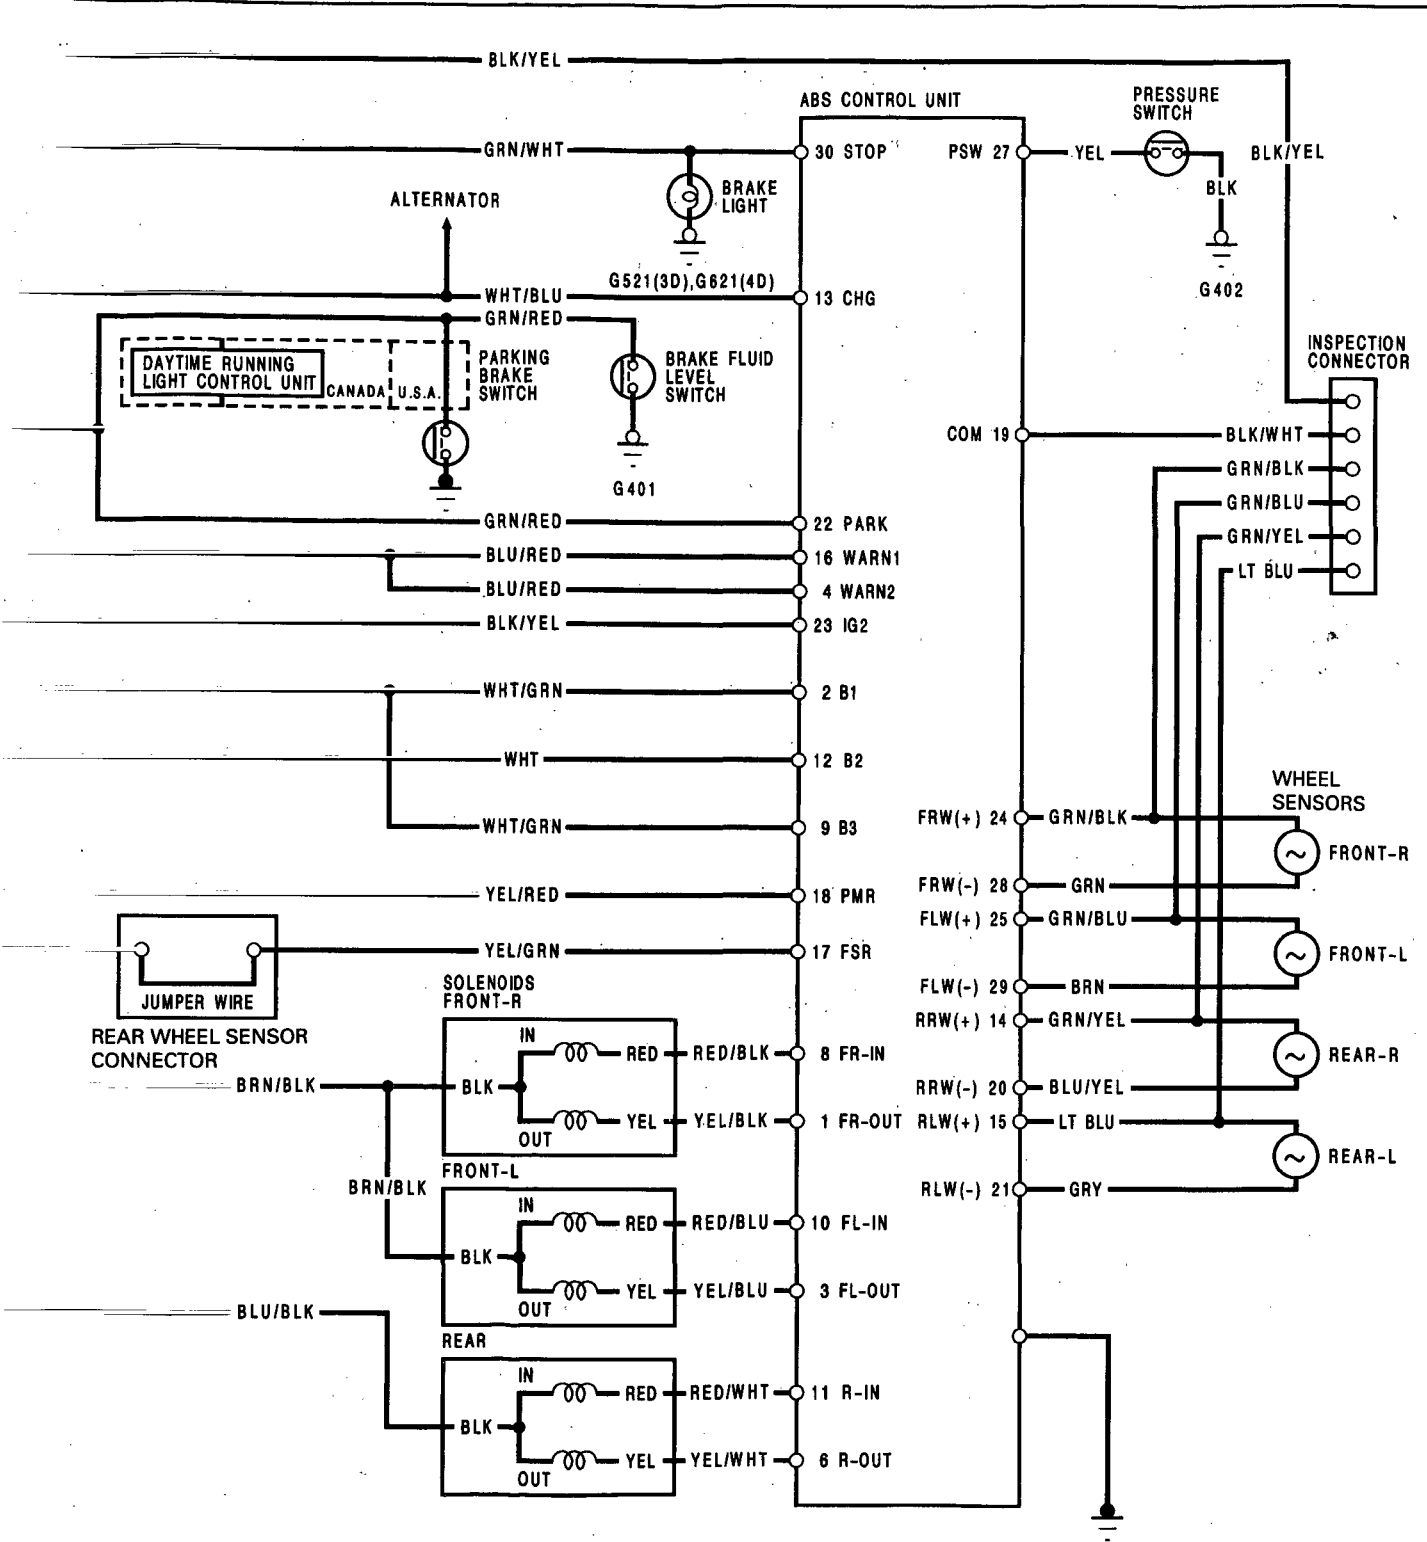 BLK/YEL
ABS CONTROL UNIT
PRESSURE
SWITCH
GRN/WHT
30 STOP
PSW 27
YEL
BLK/YEL
BRAKE
LIGHT
BLK
ALTERNATOR
G521(3D),G621(4D)
G402
WHT/BLU
13 CHG
GRN/RED
INSPECTION
CONNECTOR
DAYTIME RUNNING
LIGHT CONTROL UNIT
CANADA
U.S.A.
PARKING
BRAKE
SWITCH
BRAKE FLUID
LEVEL
SWITCH
COM 19
BLK/WHT
GRN/BLK
G401
GRN/BLU
GRN/RED
22 PARK
GRN/YEL
BLU/RED
16 WARN1
LT BLU
BLU/RED
4 WARN2
BLK/YEL
23 IG2
WHT/GRN
2 B1
WHT
12 B2
WHEEL
SENSORS
WHT/GRN
9 B3
FRW(+) 24
GRN/BLK
FRONT-R
YEL/RED
18 PMR
FRW(-) 28
GRN
FLW(+) 25
GRN/BLU
YEL/GRN
17 FSR
FRONT-L
JUMPER WIRE
REAR WHEEL SENSOR
CONNECTOR
SOLENOIDS
FRONT-R
FLW(-) 29
BRN
RRW(+) 14
GRN/YEL
IN
RED
RED/BLK
8 FR-IN
REAR-R
BRN/BLK
BLK
RRW(-) 20
BLU/YEL
YEL
YEL/BLK
1 FR-OUT
RLW(+) 15
LT BLU
OUT
REAR-L
FRONT-L
BRN/BLK
RLW(-) 21
GRY
IN
RED
RED/BLU
10 FL-IN
BLK
YEL
YEL/BLU
3 FL-OUT
OUT
BLU/BLK
REAR
IN
RED
RED/WHT
11 R-IN
BLK
YEL
YEL/WHT
6 R-OUT
OUT